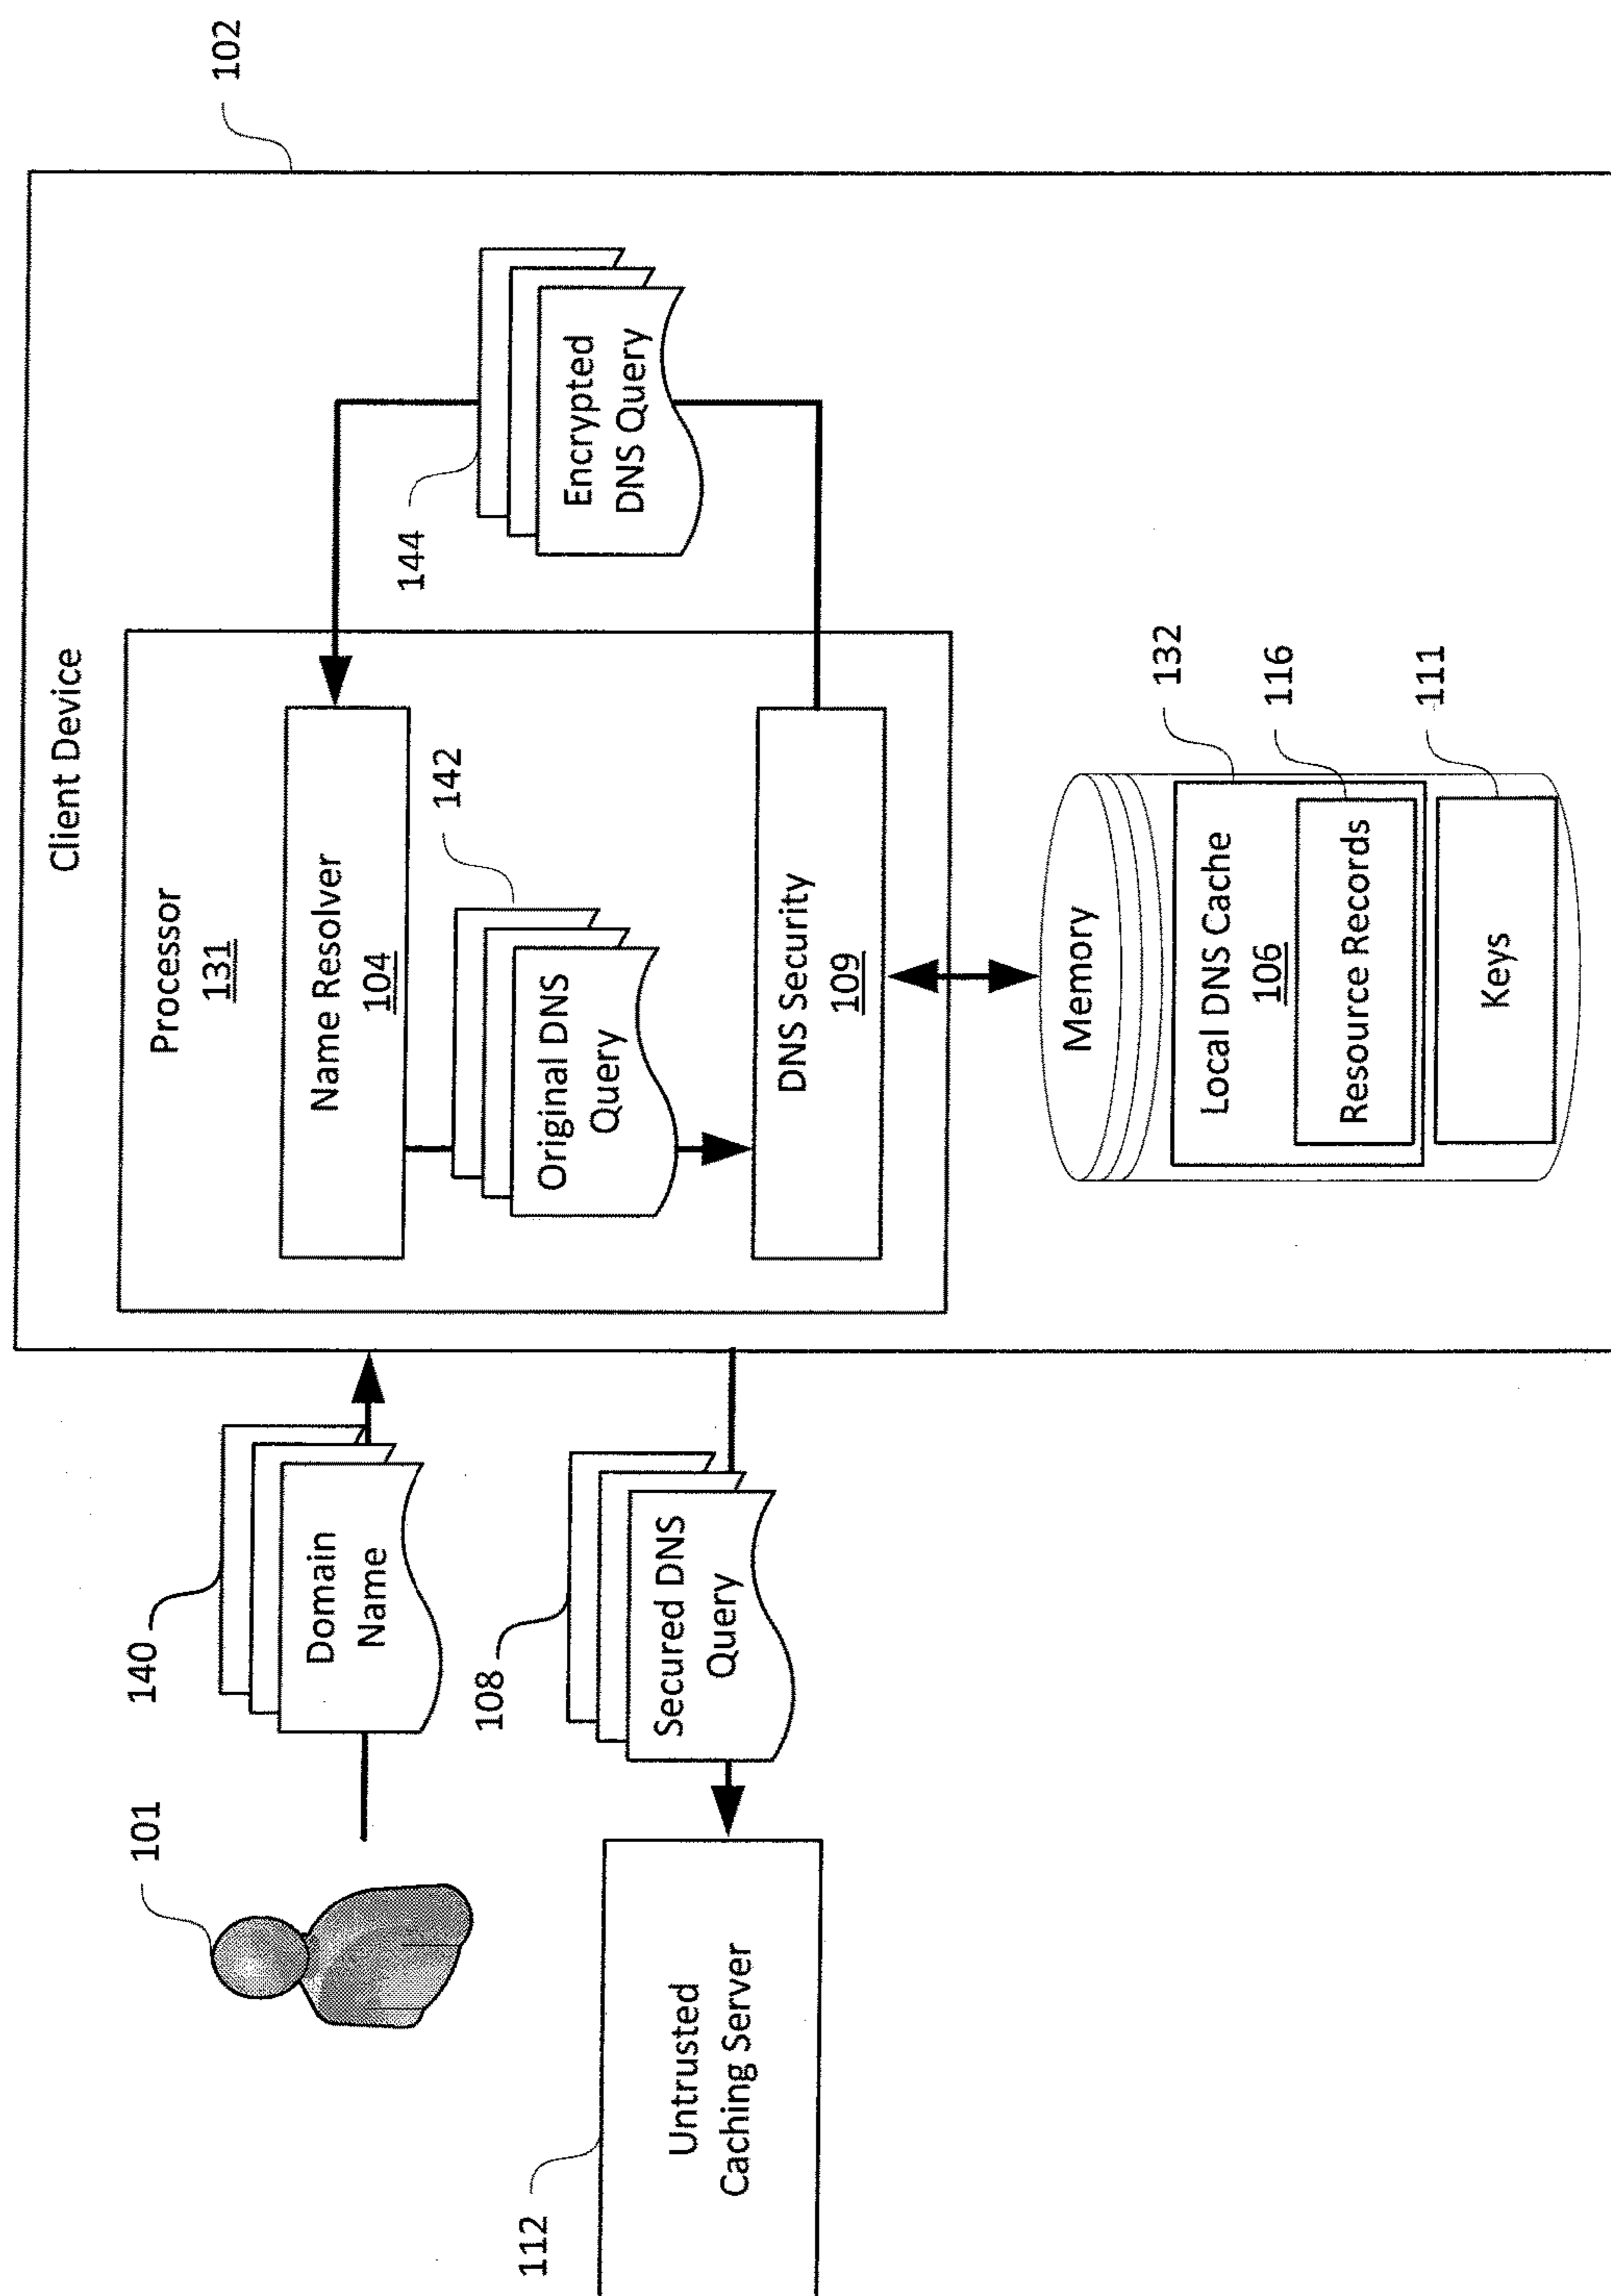 102
Client Device
Processor
131
Name Resolver
104
142
Original DNS
Query
DNS Security
109
144
Encrypted
DNS Query
Memory
Local DNS Cache
106
Resource Records
Keys
132
116
111
101
140
Domain
Name
108
Secured DNS
Query
112
Untrusted
Caching Server